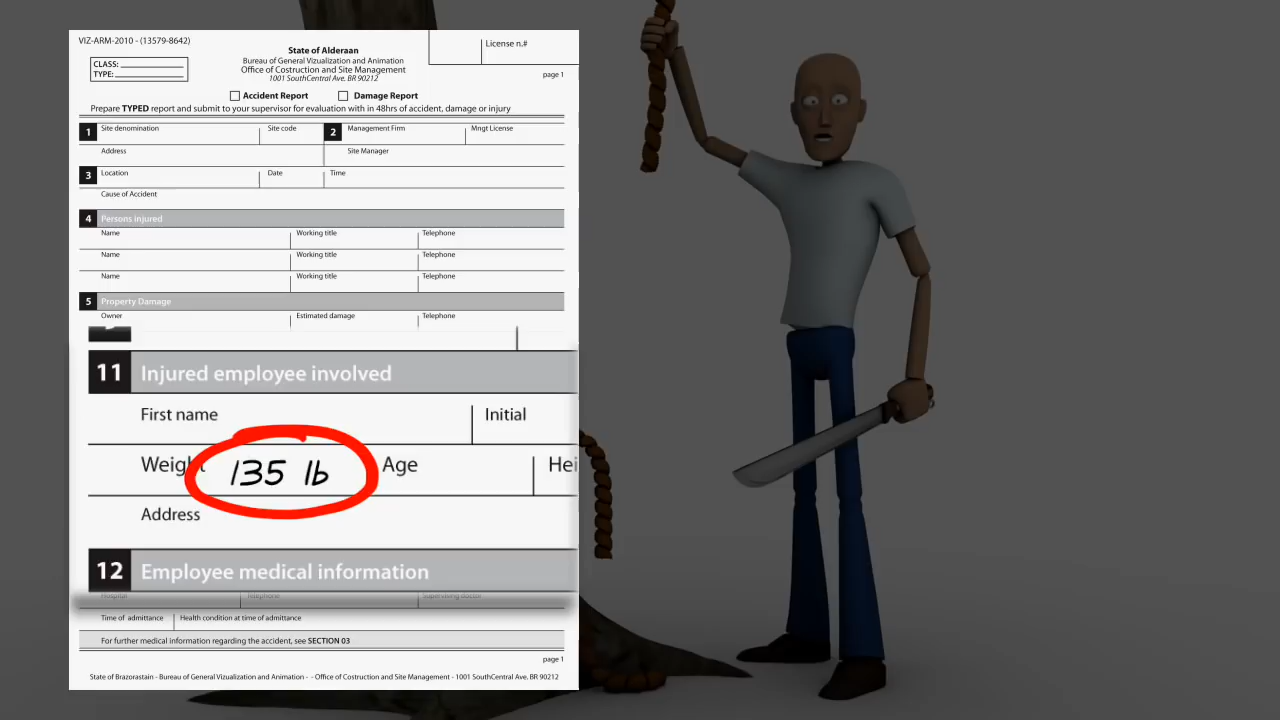 VIZ-ARM-2010 - (13579-8642)
CLASS:
TYPE:
State of Alderaan
Bureau of General Vizualization and Animation
Office of Costruction and Site Management
1001 SouthCentral Ave, BR 90212
License n.#
page 1
Accident Report Damage Report
Prepare TYPED report and submit to your supervisor for evaluation with in 48hrs of accident, damage or injury
1 Site denomination Site code 2 Management Firm Mngt License
Address Site Manager
3 Location Date Time
Cause of Accident
4 Persons injured
Name Working title Telephone
Name Working title Telephone
Name Working title Telephone
5 Property Damage
Owner Estimated damage Telephone
11 Injured employee involved
First name Initial
Weight 135 lb Age Hei
Address
12 Employee medical information
Hospital Telephone Supervising doctor
Time of admittance Health condition at time of admittance
For further medical information regarding the accident, see SECTION 03
page 1
State of Brazorastain - Bureau of General Vizualization and Animation - - Office of Costruction and Site Management - 1001 SouthCentral Ave, BR 90212